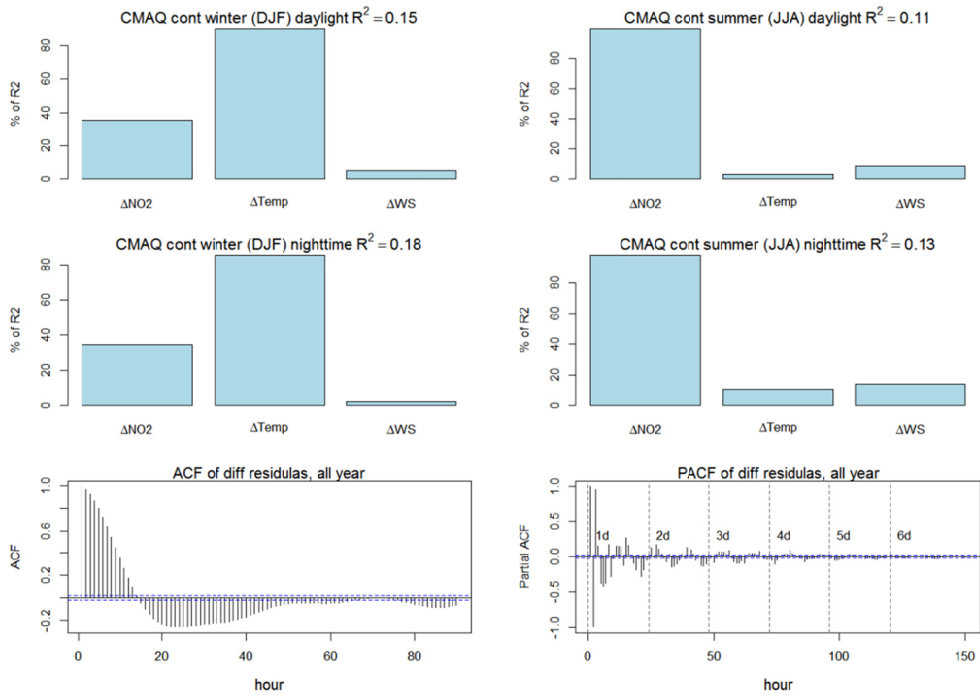 CMAQ cont winter (DJF) daylight R² = 0.15
% of R2
0 20 40 60 80
ΔNO2 ΔTemp ΔWS
CMAQ cont summer (JJA) daylight R² = 0.11
% of R2
0 20 40 60 80
ΔNO2 ΔTemp ΔWS
CMAQ cont winter (DJF) nighttime R² = 0.18
% of R2
0 20 40 60 80
ΔNO2 ΔTemp ΔWS
CMAQ cont summer (JJA) nighttime R² = 0.13
% of R2
0 20 40 60 80
ΔNO2 ΔTemp ΔWS
ACF of diff residulas, all year
ACF
-0.2 0.2 0.6 1.0
0 20 40 60 80
hour
PACF of diff residulas, all year
Partial ACF
-1.0 -0.5 0.0 0.5 1.0
1d 2d 3d 4d 5d 6d
0 50 100 150
hour